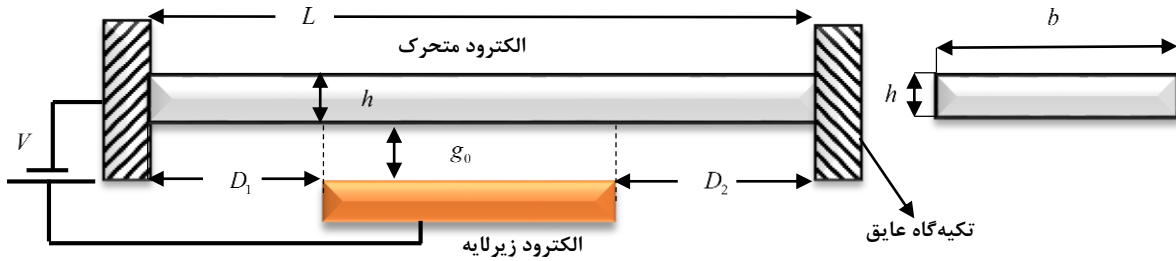 L
الکترود متحرک
b
h
h
V
g₀
D₁
D₂
تکیه‌گاه عایق
الکترود زیرلایه